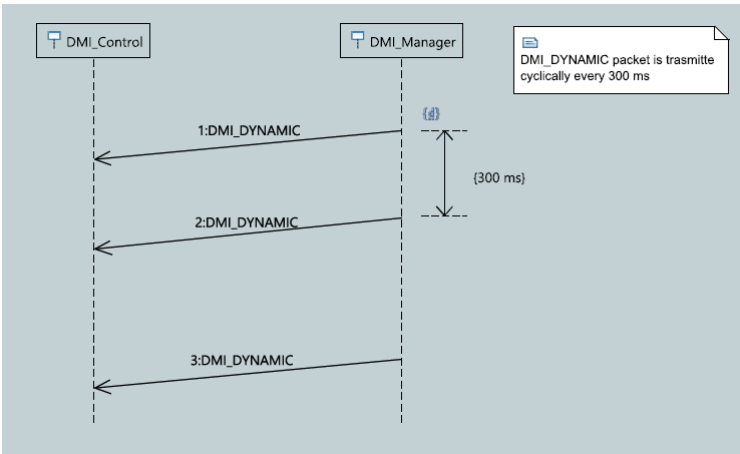 DMI_Control
DMI_Manager
DMI_DYNAMIC packet is trasmitte
cyclically every 300 ms
{d}
1:DMI_DYNAMIC
{300 ms}
2:DMI_DYNAMIC
3:DMI_DYNAMIC